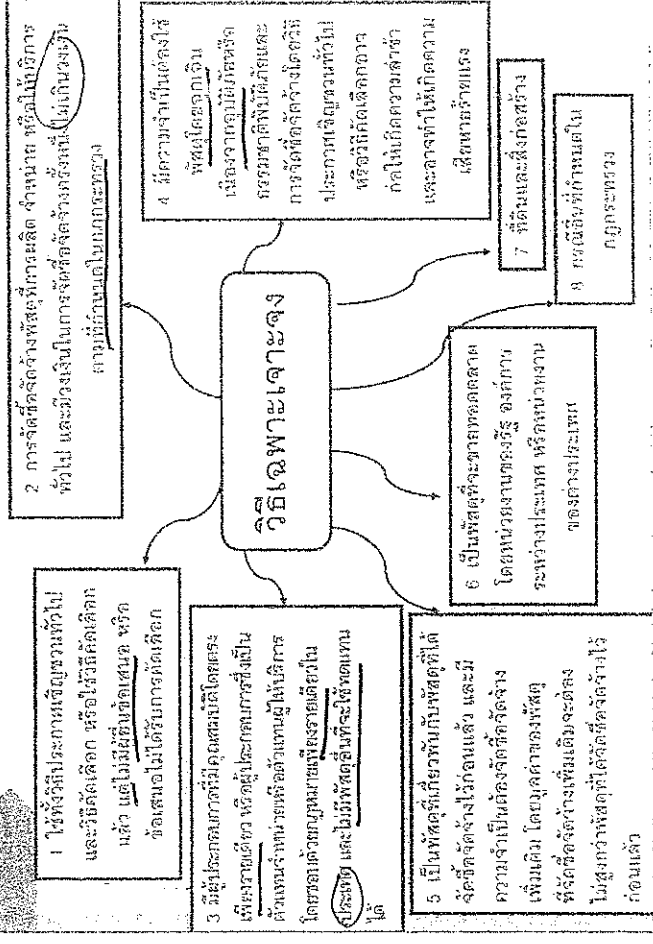 วิธีเฉพาะเจาะจง
1 ใช้ทั้งวิธีประกาศเชิญชวนทั่วไป
และวิธีคัดเลือก หรือใช้วิธีคัดเลือก
แล้ว แต่ไม่มีผู้ยื่นข้อเสนอ หรือ
ข้อเสนอไม่ได้รับการคัดเลือก
2 การจัดซื้อจัดจ้างพัสดุที่การผลิต จำหน่าย หรือให้บริการ
ทั่วไป และมีวงเงินในการจัดซื้อจัดจ้างครั้งหนึ่งไม่เกินวงเงิน
ตามที่กำหนดในกฎกระทรวง
3 มีผู้ประกอบการที่มีคุณสมบัติโดยตรง
เพียงรายเดียว หรือผู้ประกอบการซึ่งเป็น
ตัวแทนจำหน่ายหรือตัวแทนผู้ให้บริการ
โดยชอบด้วยกฎหมายเพียงรายเดียวใน
ประเทศ และไม่มีพัสดุอื่นที่จะใช้ทดแทน
ได้
4 มีความจำเป็นต้องใช้
พัสดุโดยฉุกเฉิน
เนื่องจากอุบัติภัยหรือ
ธรรมชาติพิบัติภัยและ
การจัดซื้อจัดจ้างโดยวิธี
ประกาศเชิญชวนทั่วไป
หรือวิธีคัดเลือกอาจ
ก่อให้เกิดความล่าช้า
และอาจทำให้เกิดความ
เสียหายร้ายแรง
5 เป็นพัสดุที่เกี่ยวพันกับพัสดุที่ได้
จัดซื้อจัดจ้างไว้ก่อนแล้ว และมี
ความจำเป็นต้องจัดซื้อจัดจ้าง
เพิ่มเติม โดยมูลค่าของพัสดุ
ที่จัดซื้อจัดจ้างเพิ่มเติมจะต้อง
ไม่สูงกว่าพัสดุที่ได้จัดซื้อจัดจ้างไว้
ก่อนแล้ว
6 เป็นพัสดุที่จะขายทอดตลาด
โดยหน่วยงานของรัฐ องค์การ
ระหว่างประเทศ หรือหน่วยงาน
ของต่างประเทศ
7 ที่ดินและสิ่งก่อสร้าง
8 กรณีอื่นที่กำหนดใน
กฎกระทรวง